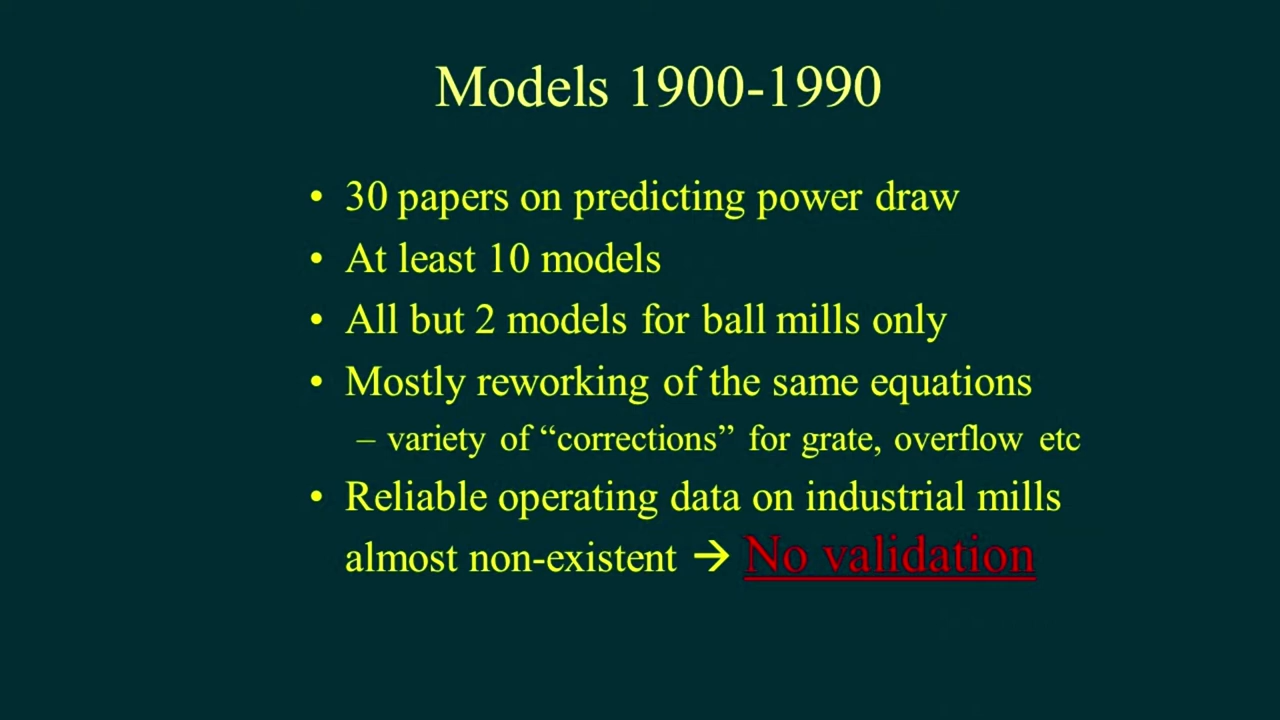 Models 1900-1990
• 30 papers on predicting power draw
• At least 10 models
• All but 2 models for ball mills only
• Mostly reworking of the same equations
– variety of “corrections” for grate, overflow etc
• Reliable operating data on industrial mills
almost non-existent → No validation